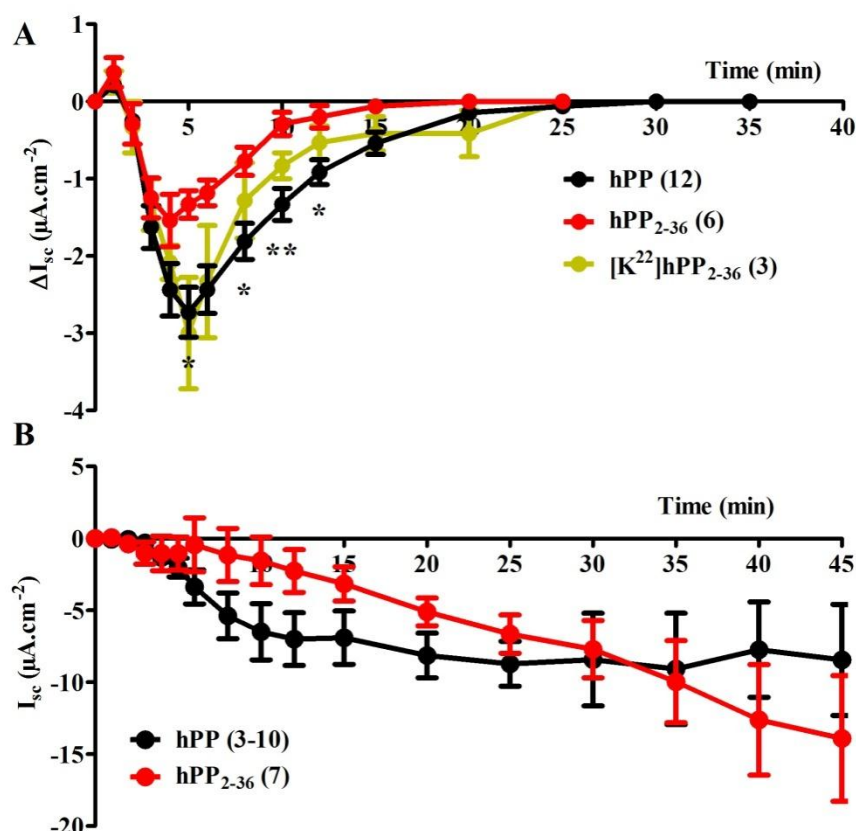 A
1
0
-1
-2
-3
-4
ΔIsc (µA.cm-2)
Time (min)
5 10 15 20 25 30 35 40
hPP (12)
hPP2-36 (6)
[K22]hPP2-36 (3)
*
*
**
*
B
5
0
-5
-10
-15
-20
Isc (µA.cm-2)
Time (min)
5 10 15 20 25 30 35 40 45
hPP (3-10)
hPP2-36 (7)